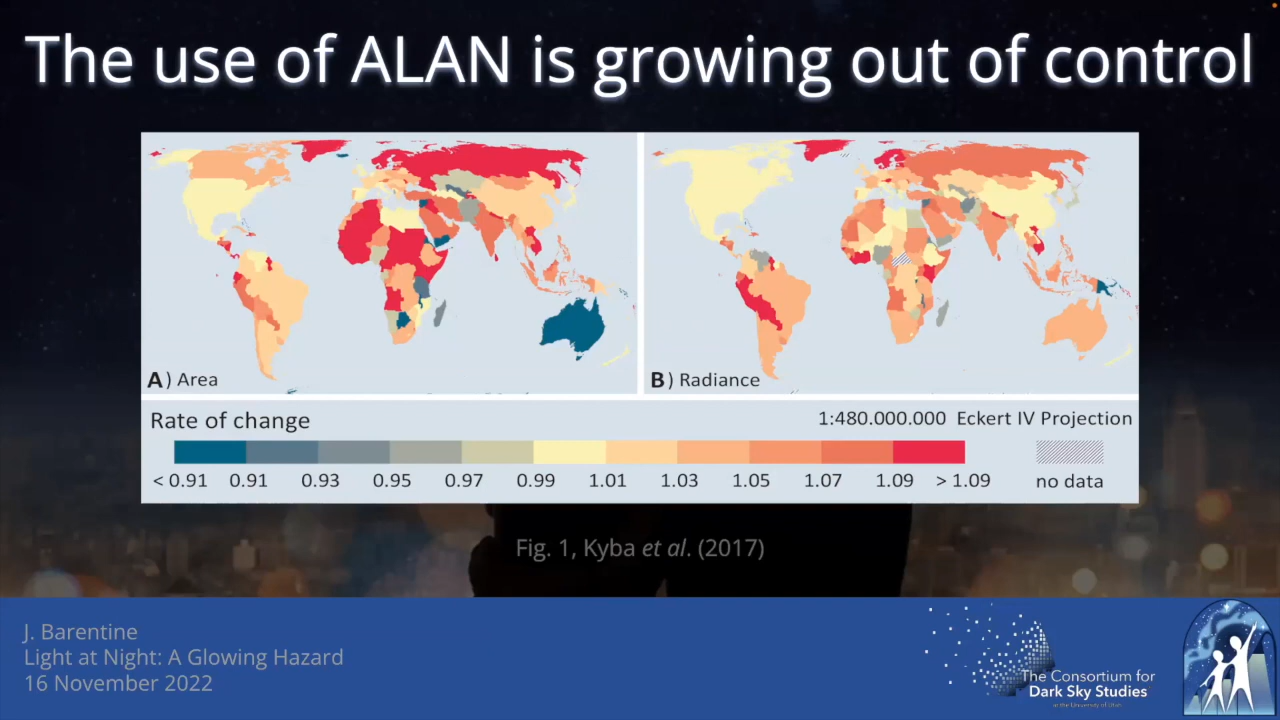 The use of ALAN is growing out of control
A) Area
B) Radiance
Rate of change
1:480.000.000 Eckert IV Projection
< 0.91 0.91 0.93 0.95 0.97 0.99 1.01 1.03 1.05 1.07 1.09 > 1.09
no data
Fig. 1, Kyba et al. (2017)
J. Barentine
Light at Night: A Glowing Hazard
16 November 2022
The Consortium for
Dark Sky Studies
at the University of Utah